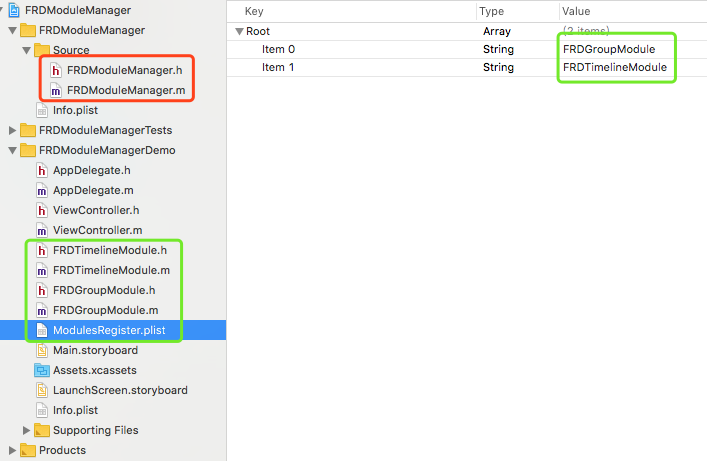 FRDModuleManager
FRDModuleManager
Source
h FRDModuleManager.h
m FRDModuleManager.m
Info.plist
FRDModuleManagerTests
FRDModuleManagerDemo
h AppDelegate.h
m AppDelegate.m
h ViewController.h
m ViewController.m
h FRDTimelineModule.h
m FRDTimelineModule.m
h FRDGroupModule.h
m FRDGroupModule.m
ModulesRegister.plist
Main.storyboard
Assets.xcassets
LaunchScreen.storyboard
Info.plist
Supporting Files
Products
Key Type Value
Root Array (2 items)
Item 0 String FRDGroupModule
Item 1 String FRDTimelineModule